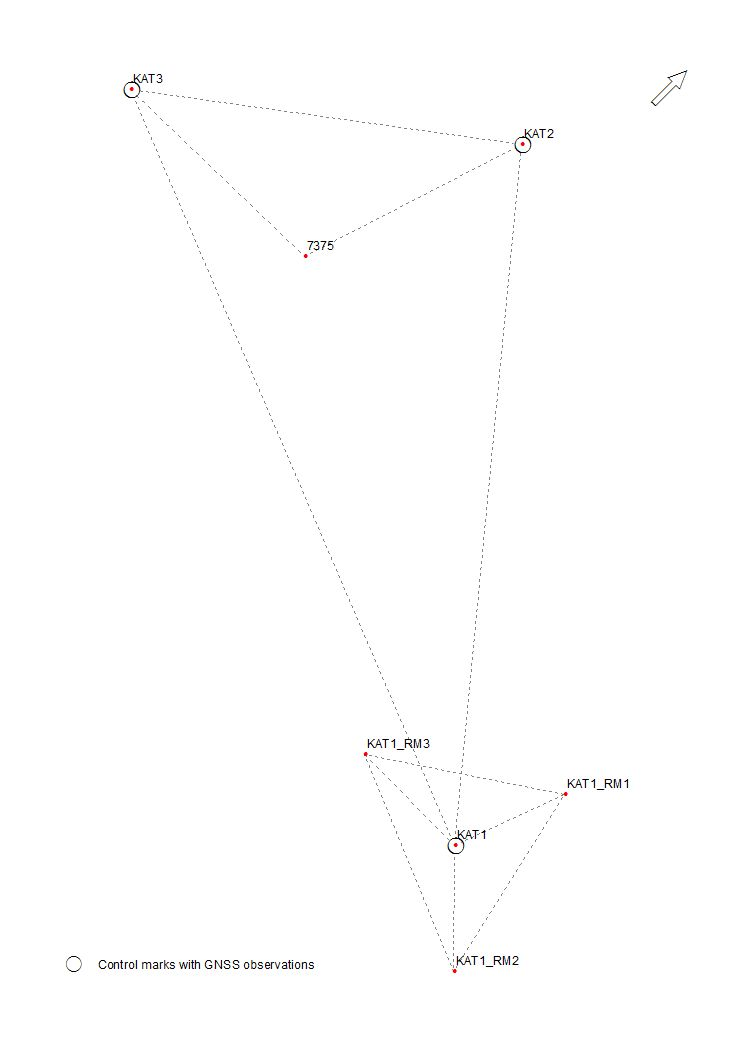 KAT3
KAT2
7375
KAT1_RM3
KAT1_RM1
KAT1
KAT1_RM2
Control marks with GNSS observations